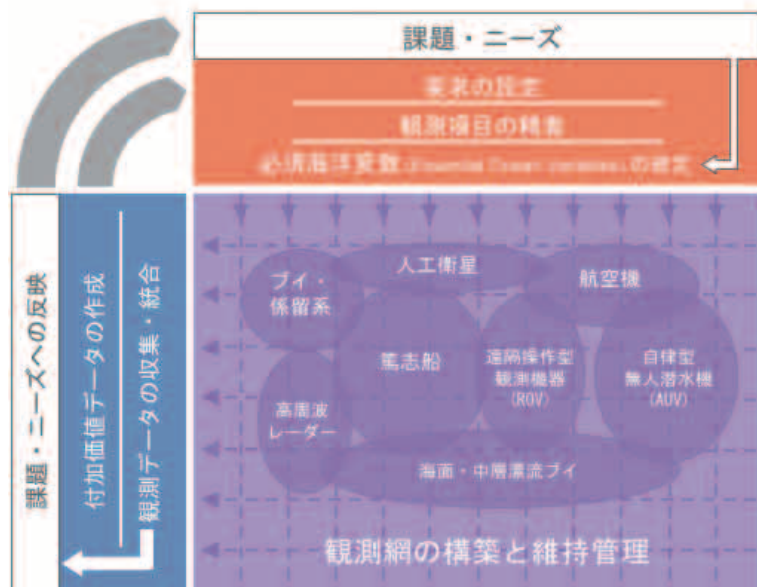 課題・ニーズ
要求の設定
観測項目の精査
必須海洋変数(Essential Ocean Variables)の設定
人工衛星
航空機
ブイ・
係留系
篤志船
遠隔操作型
観測機器
(ROV)
自律型
無人潜水機
(AUV)
高周波
レーダー
海面・中層漂流ブイ
観測網の構築と維持管理
課題・ニーズへの反映
付加価値データの作成
観測データの収集・統合